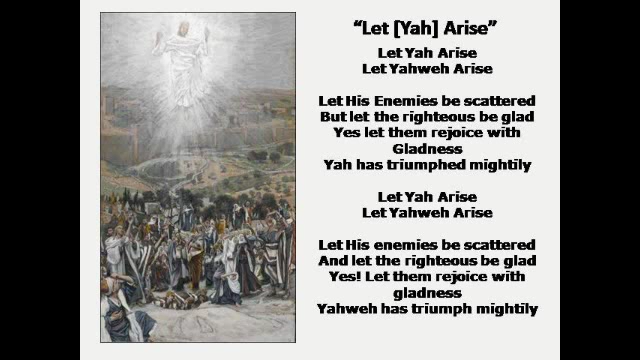 “Let [Yah] Arise”
Let Yah Arise
Let Yahweh Arise
Let His Enemies be scattered
But let the righteous be glad
Yes let them rejoice with
Gladness
Yah has triumphed mightily
Let Yah Arise
Let Yahweh Arise
Let His enemies be scattered
And let the righteous be glad
Yes! Let them rejoice with
gladness
Yahweh has triumph mightily